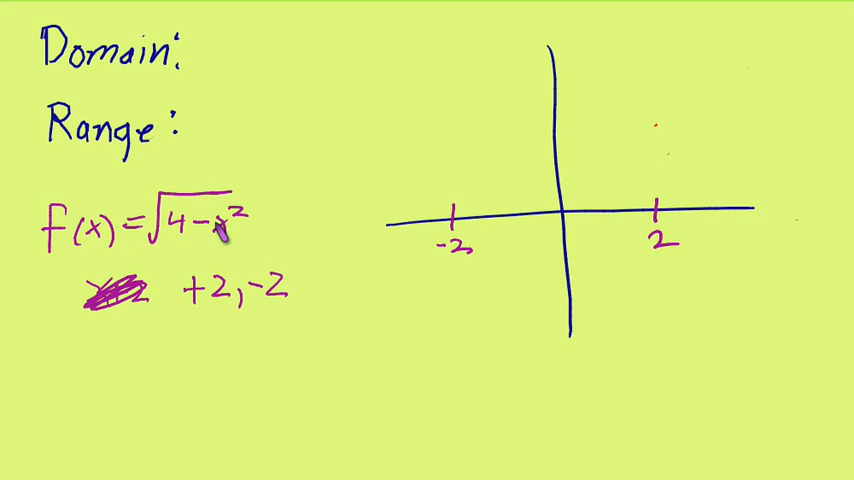 Domain:
Range:
f(x)=√4-x²
+2,-2
-2
2